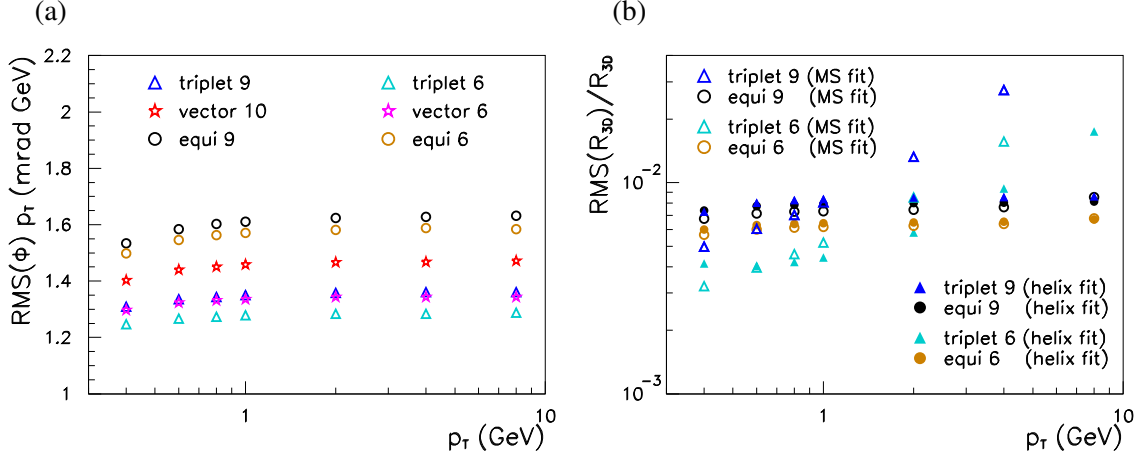 (a)
RMS(Φ) p_T (mrad GeV)
2.2
2
1.8
1.6
1.4
1.2
1
triplet 9
vector 10
equi 9
triplet 6
vector 6
equi 6
1
10
p_T (GeV)
(b)
RMS(R_3D)/R_3D
10^-2
10^-3
triplet 9 (MS fit)
equi 9 (MS fit)
triplet 6 (MS fit)
equi 6 (MS fit)
triplet 9 (helix fit)
equi 9 (helix fit)
triplet 6 (helix fit)
equi 6 (helix fit)
1
10
p_T (GeV)